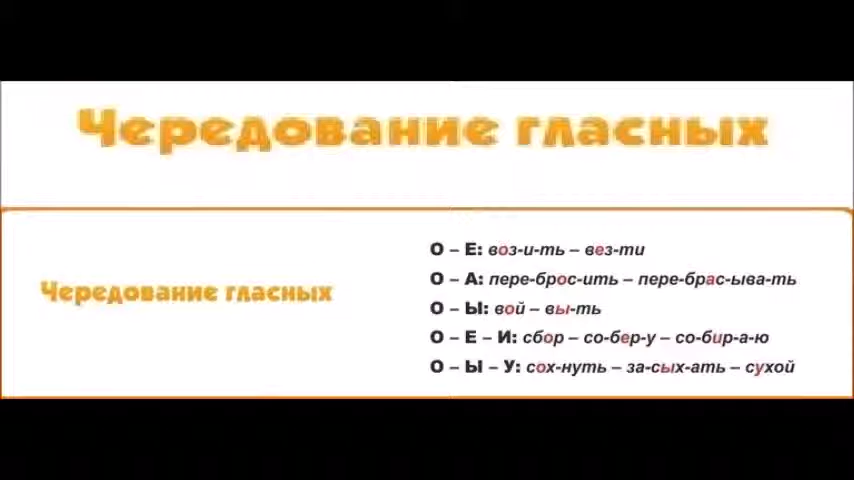 Чередование гласных
Чередование гласных
О – Е: воз-и-ть – вез-ти
О – А: пере-брос-ить – пере-брас-ыва-ть
О – Ы: вой – вы-ть
О – Е – И: сбор – со-бер-у – со-бир-а-ю
О – Ы – У: сох-нуть – за-сых-ать – сухой